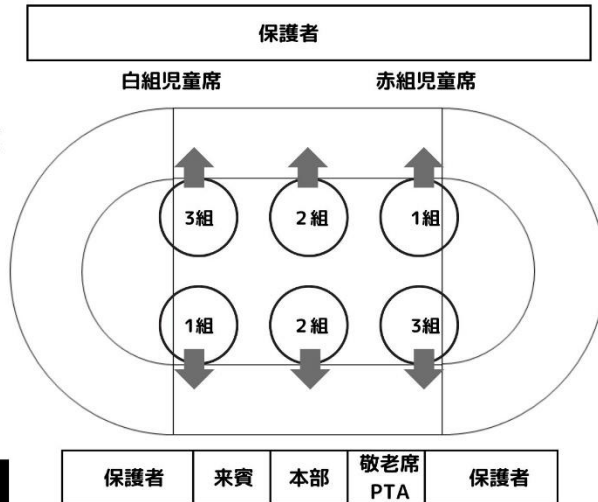 保護者
白組児童席 赤組児童席
3組 2組 1組
1組 2組 3組
保護者 来賓 本部 敬老席 保護者
PTA